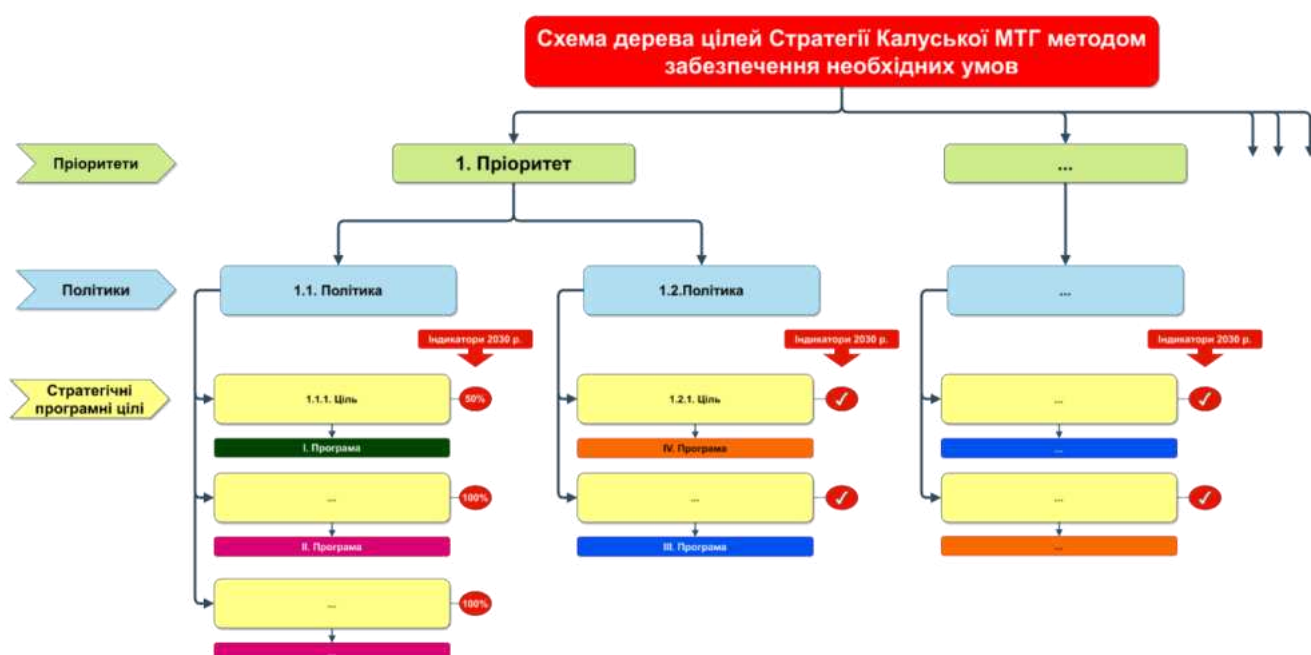 Схема дерева цілей Стратегії Калуської МТГ методом
забезпечення необхідних умов
Пріоритети
1. Пріоритет
...
Політики
1.1. Політика
1.2.Політика
...
Індикатори 2030 р.
Індикатори 2030 р.
Індикатори 2030 р.
Стратегічні
програмні цілі
1.1.1. Ціль
50%
1.2.1. Ціль
✓
...
✓
I. Програма
IV. Програма
...
...
100%
...
✓
...
✓
II. Програма
III. Програма
...
...
100%
...